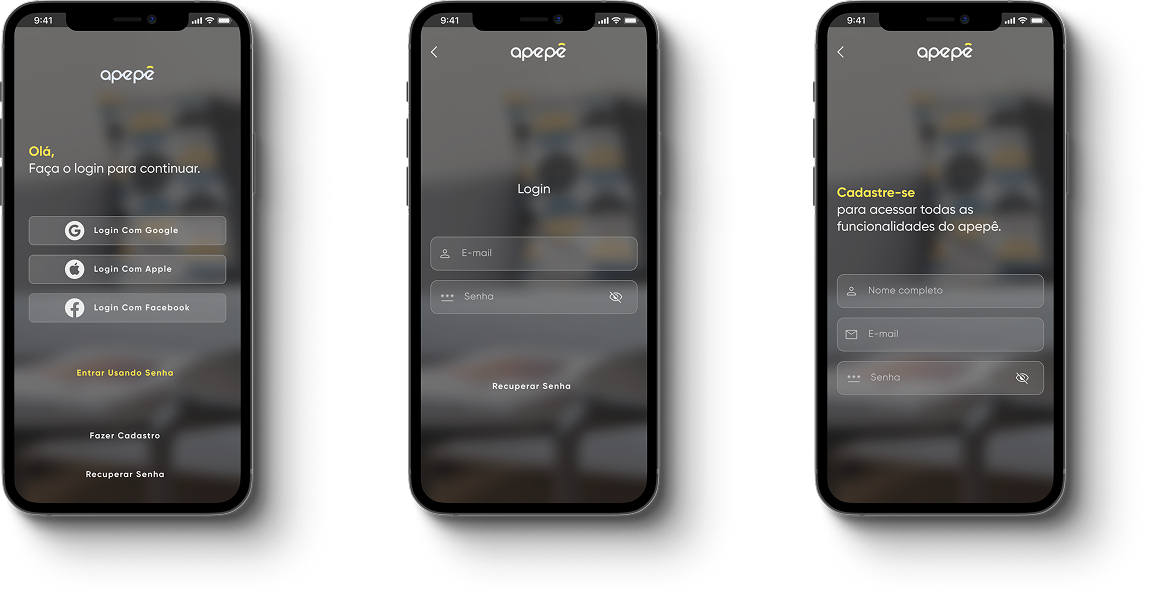 9:41
apepê
Olá,
Faça o login para continuar.
Login Com Google
Login Com Apple
Login Com Facebook
Entrar Usando Senha
Fazer Cadastro
Recuperar Senha
9:41
apepê
Login
E-mail
Senha
Recuperar Senha
9:41
apepê
Cadastre-se
para acessar todas as
funcionalidades do apepê.
Nome completo
E-mail
Senha